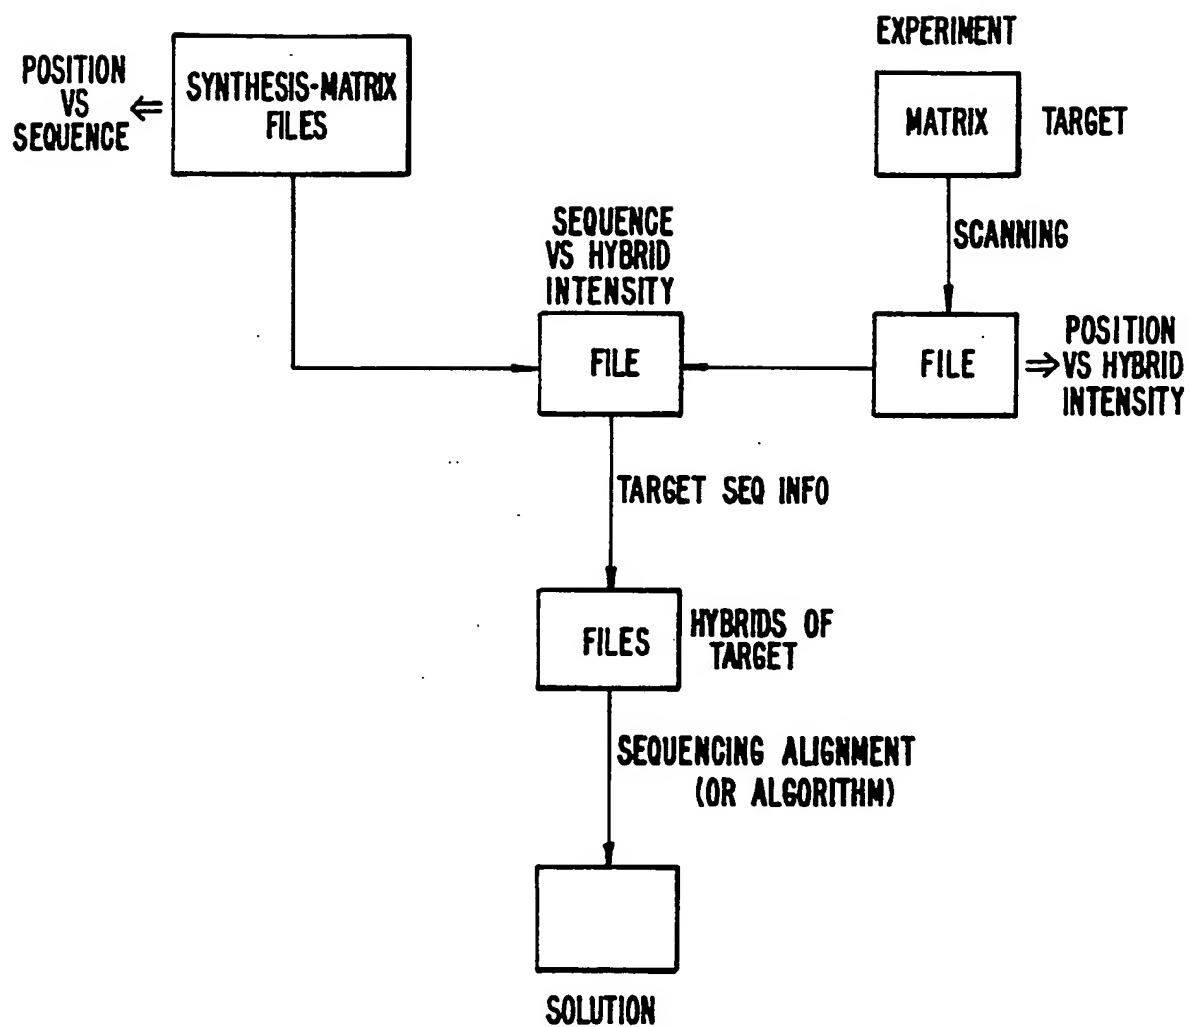 EXPERIMENT
POSITION
VS
SEQUENCE
SYNTHESIS-MATRIX
FILES
MATRIX
TARGET
SCANNING
SEQUENCE
VS HYBRID
INTENSITY
FILE
FILE
POSITION
VS HYBRID
INTENSITY
TARGET SEQ INFO
FILES
HYBRIDS OF
TARGET
SEQUENCING ALIGNMENT
(OR ALGORITHM)
SOLUTION